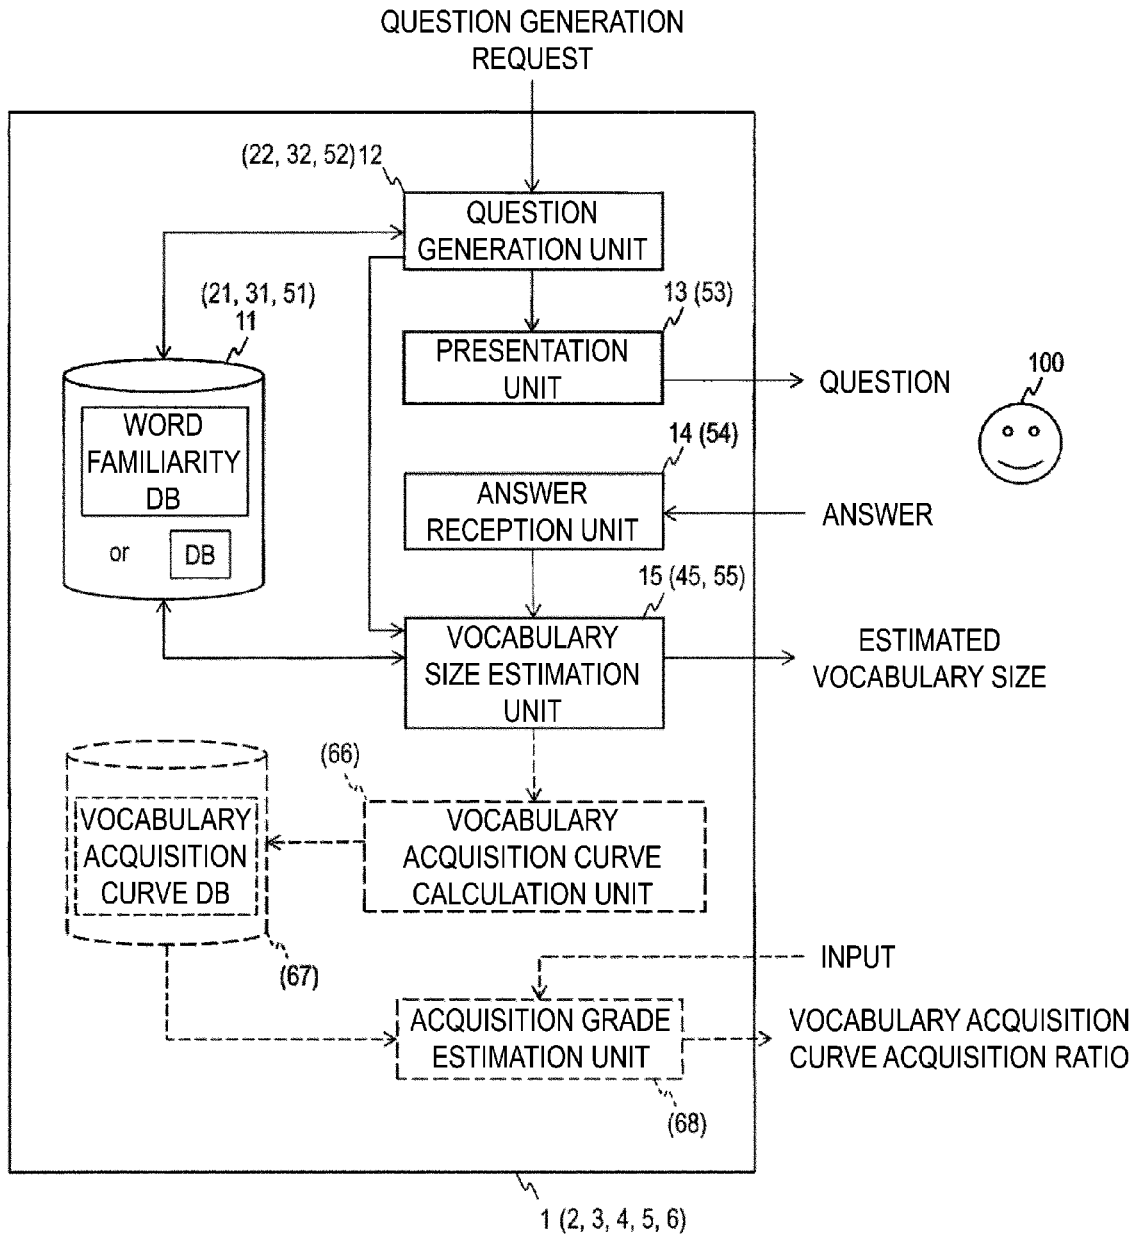 QUESTION GENERATION
REQUEST
(22, 32, 52) 12
QUESTION
GENERATION UNIT
(21, 31, 51)
11
13 (53)
PRESENTATION
UNIT
QUESTION
100
WORD
FAMILIARITY
DB
or
DB
14 (54)
ANSWER
RECEPTION UNIT
ANSWER
15 (45, 55)
VOCABULARY
SIZE ESTIMATION
UNIT
ESTIMATED
VOCABULARY SIZE
(66)
VOCABULARY
ACQUISITION
CURVE DB
VOCABULARY
ACQUISITION CURVE
CALCULATION UNIT
(67)
INPUT
ACQUISITION GRADE
ESTIMATION UNIT
VOCABULARY ACQUISITION
CURVE ACQUISITION RATIO
(68)
1 (2, 3, 4, 5, 6)